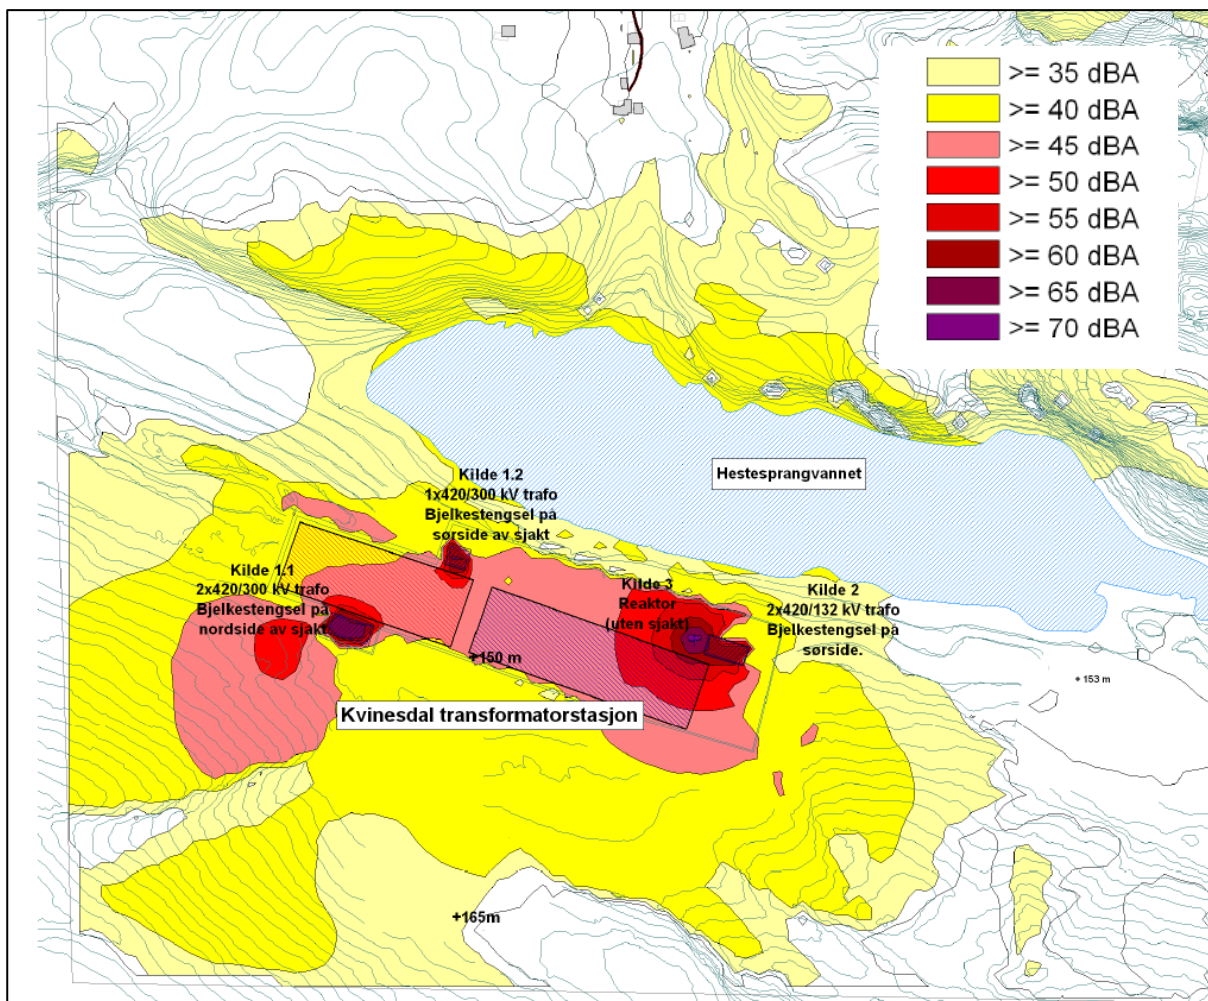 >= 35 dBA
>= 40 dBA
>= 45 dBA
>= 50 dBA
>= 55 dBA
>= 60 dBA
>= 65 dBA
>= 70 dBA
Hestesprangvannet
Kilde 1.2
1x420/300 kV trafo
Bjelkestengsel på
sørside av sjakt
Kilde 1.1
2x420/300 kV trafo
Bjelkestengsel på
nordside av sjakt
Kilde 3
Reaktor
(uten sjakt)
Kilde 2
2x420/132 kV trafo
Bjelkestengsel på
sørside.
+150 m
+ 153 m
Kvinesdal transformatorstasjon
+165m